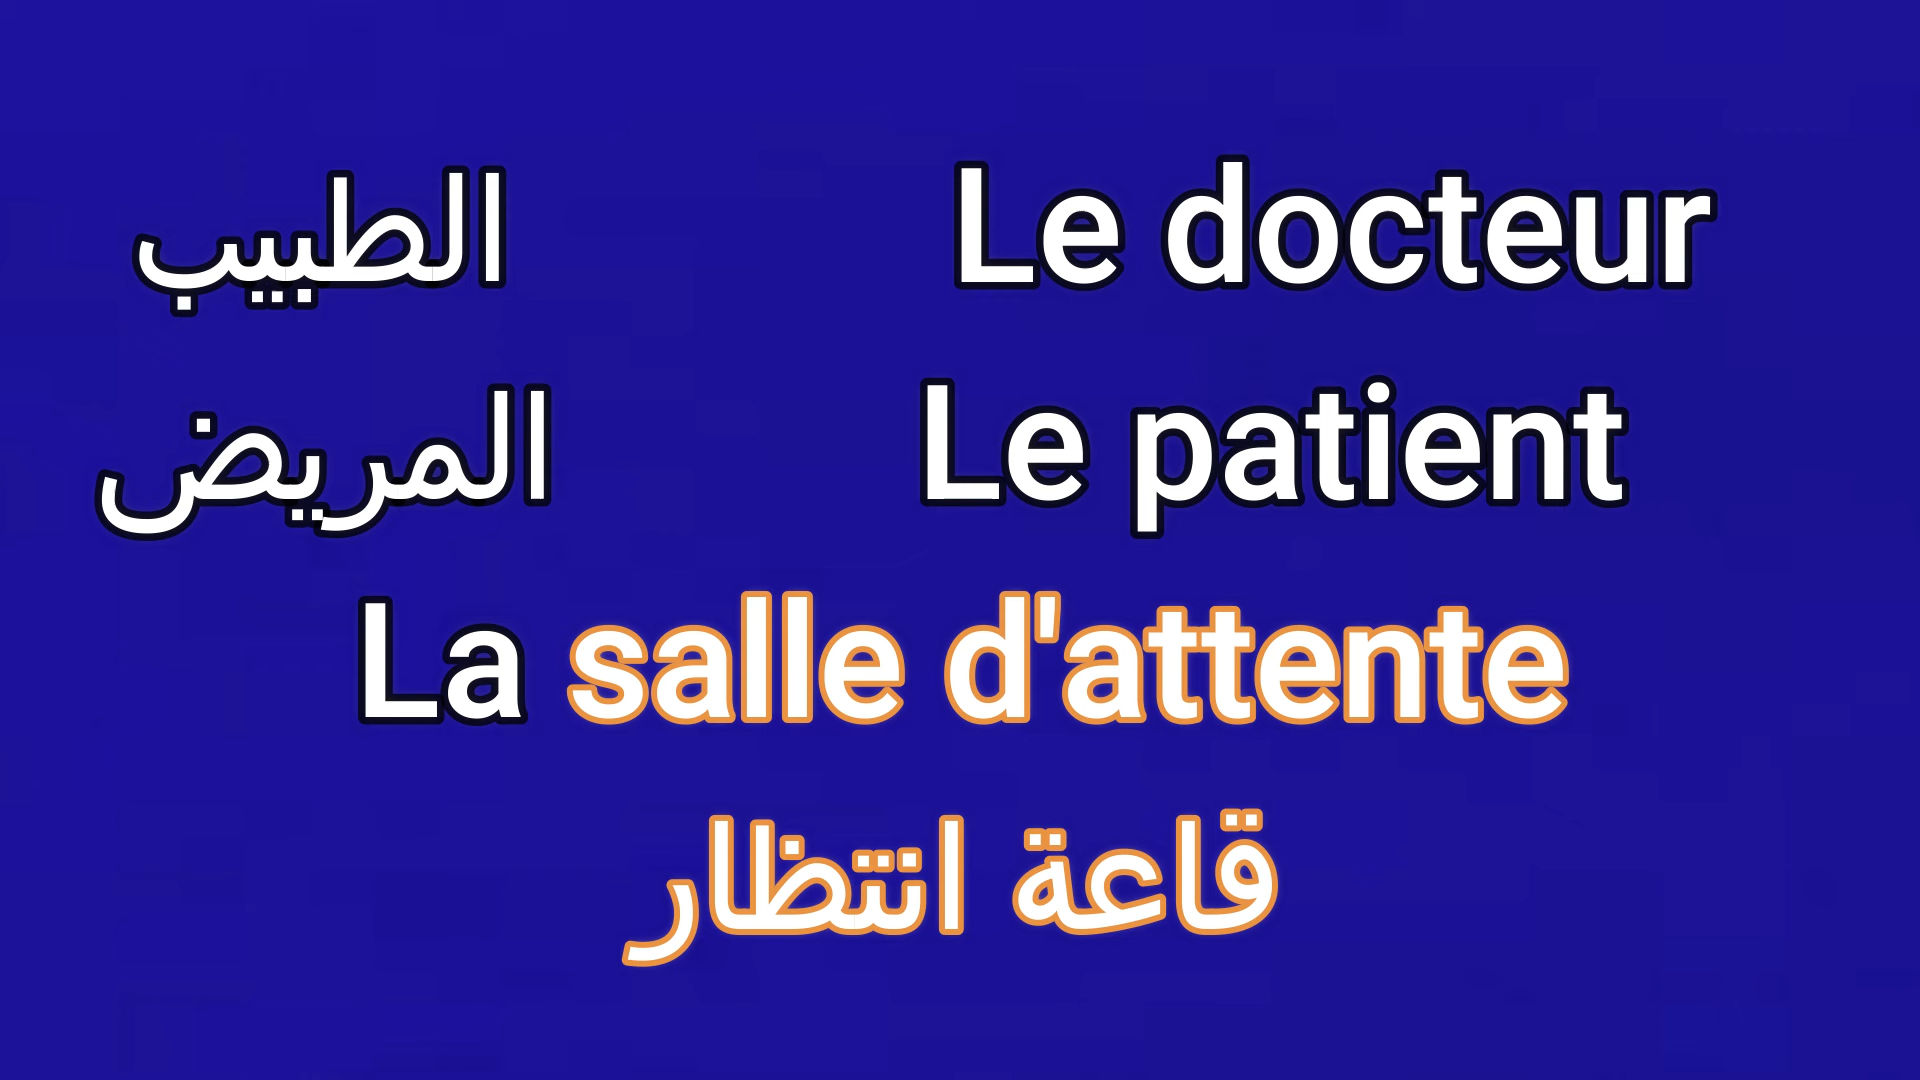 الطبيب Le docteur
المريض Le patient
La salle d'attente
قاعة انتظار